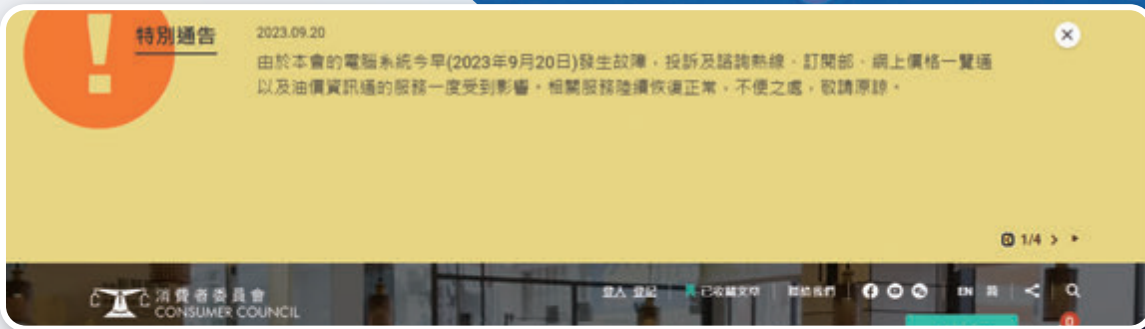 特別通告
2023.09.20
由於本會的電腦系統今早(2023年9月20日)發生故障，投訴及諮詢熱線、訂閱部、網上價格一覽通
以及油價資訊通的服務一度受到影響。相關服務陸續恢復正常，不便之處，敬請原諒。
1/4
消費者委員會
CONSUMER COUNCIL
登入 登記
已收藏文章
聯絡我們
EN 简
0